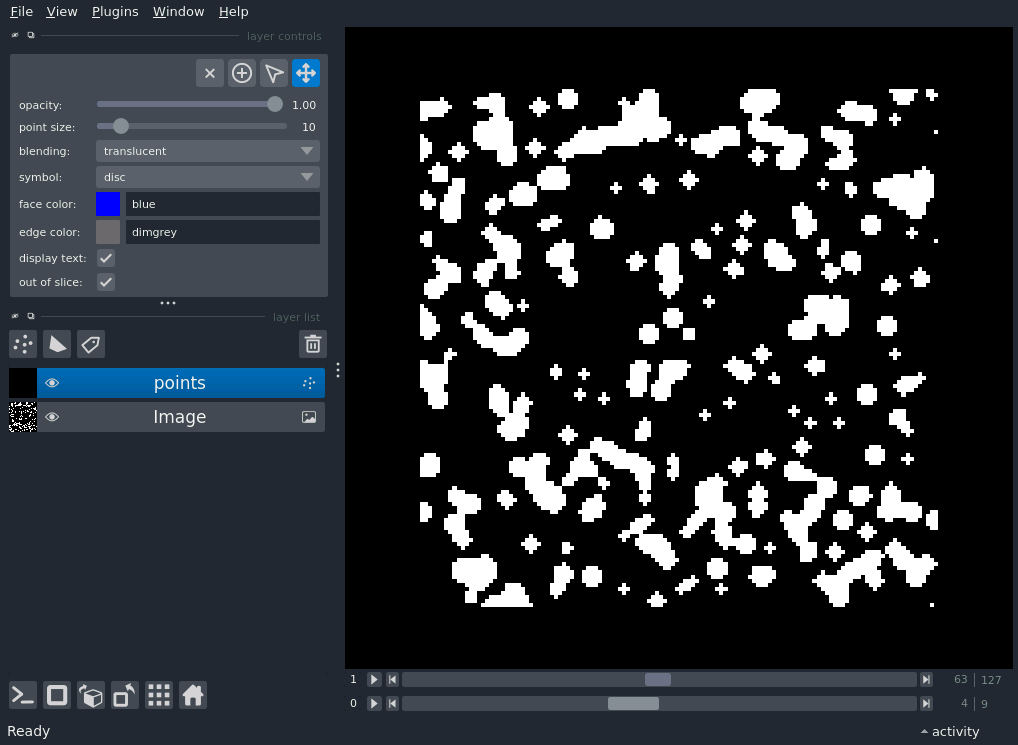 File View Plugins Window Help
layer controls
opacity: 1.00
point size: 10
blending: translucent
symbol: disc
face color: blue
edge color: dimgrey
display text:
out of slice:
layer list
points
Image
1 63 127
0 4 9
Ready activity